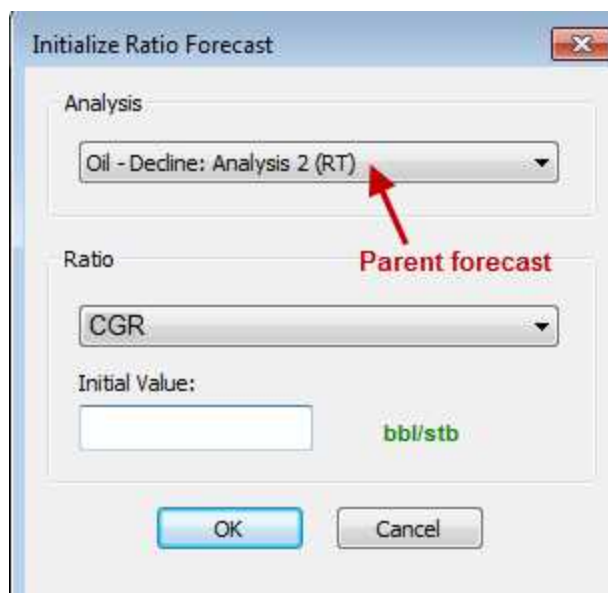 Initialize Ratio Forecast
Analysis
Oil - Decline: Analysis 2 (RT)
Parent forecast
Ratio
CGR
Initial Value:
bbl/stb
OK
Cancel